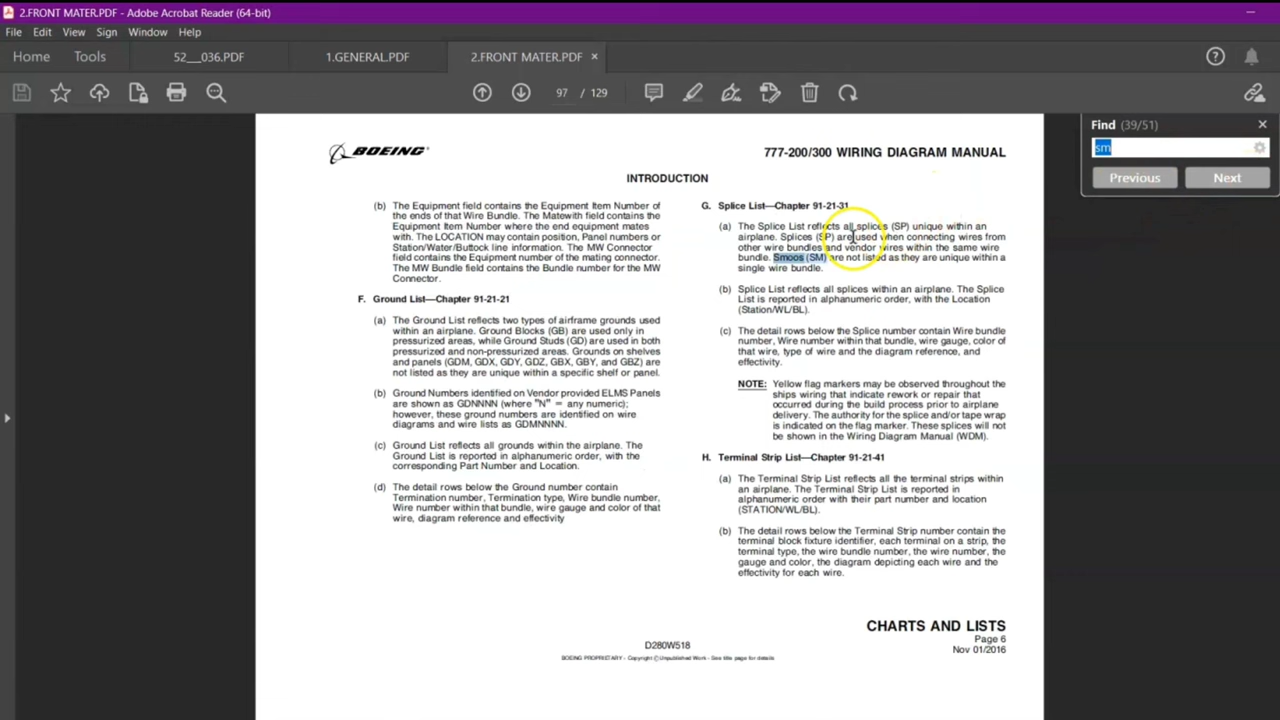 2.FRONT MATER.PDF - Adobe Acrobat Reader (64-bit)
File Edit View Sign Window Help
Home Tools 52___036.PDF 1.GENERAL.PDF 2.FRONT MATER.PDF ×
97 / 129
Find (39/51)
sm
Previous Next
BOEING
777-200/300 WIRING DIAGRAM MANUAL
INTRODUCTION
(b) The Equipment field contains the Equipment Item Number of
the ends of that Wire Bundle. The Matewith field contains the
Equipment Item Number where the end equipment mates
with. The LOCATION may contain position, Panel numbers or
Station/Water/Buttock line information. The MW Connector
field contains the Equipment number of the mating connector.
The MW Bundle field contains the Bundle number for the MW
Connector.
F. Ground List—Chapter 91-21-21
(a) The Ground List reflects two types of airframe grounds used
within an airplane. Ground Blocks (GB) are used only in
pressurized areas, while Ground Studs (GD) are used in both
pressurized and non-pressurized areas. Grounds on shelves
and panels (GDM, GDX, GDY, GDZ, GBX, GBY, and GBZ) are
not listed as they are unique within a specific shelf or panel.
(b) Ground Numbers identified on Vendor provided ELMS Panels
are shown as GDNNNN (where "N" = any numeric);
however, these ground numbers are identified on wire
diagrams and wire lists as GDMNNNN.
(c) Ground List reflects all grounds within the airplane. The
Ground List is reported in alphanumeric order, with the
corresponding Part Number and Location.
(d) The detail rows below the Ground number contain
Termination number, Termination type, Wire bundle number,
Wire number within that bundle, wire gauge and color of that
wire, diagram reference and effectivity
G. Splice List—Chapter 91-21-31
(a) The Splice List reflects all splices (SP) unique within an
airplane. Splices (SP) are used when connecting wires from
other wire bundles and vendor wires within the same wire
bundle. Smoos (SM) are not listed as they are unique within a
single wire bundle.
(b) Splice List reflects all splices within an airplane. The Splice
List is reported in alphanumeric order, with the Location
(Station/WL/BL).
(c) The detail rows below the Splice number contain Wire bundle
number, Wire number within that bundle, wire gauge, color of
that wire, type of wire and the diagram reference, and
effectivity.
NOTE: Yellow flag markers may be observed throughout the
ships wiring that indicate rework or repair that
occurred during the build process prior to airplane
delivery. The authority for the splice and/or tape wrap
is indicated on the flag marker. These splices will not
be shown in the Wiring Diagram Manual (WDM).
H. Terminal Strip List—Chapter 91-21-41
(a) The Terminal Strip List reflects all the terminal strips within
an airplane. The Terminal Strip List is reported in
alphanumeric order with their part number and location
(STATION/WL/BL).
(b) The detail rows below the Terminal Strip number contain the
terminal block fixture identifier, each terminal on a strip, the
terminal type, the wire bundle number, the wire number, the
gauge and color, the diagram depicting each wire and the
effectivity for each wire.
CHARTS AND LISTS
Page 6
Nov 01/2016
D280W518
BOEING PROPRIETARY - Copyright © Unpublished Work - See title page for details